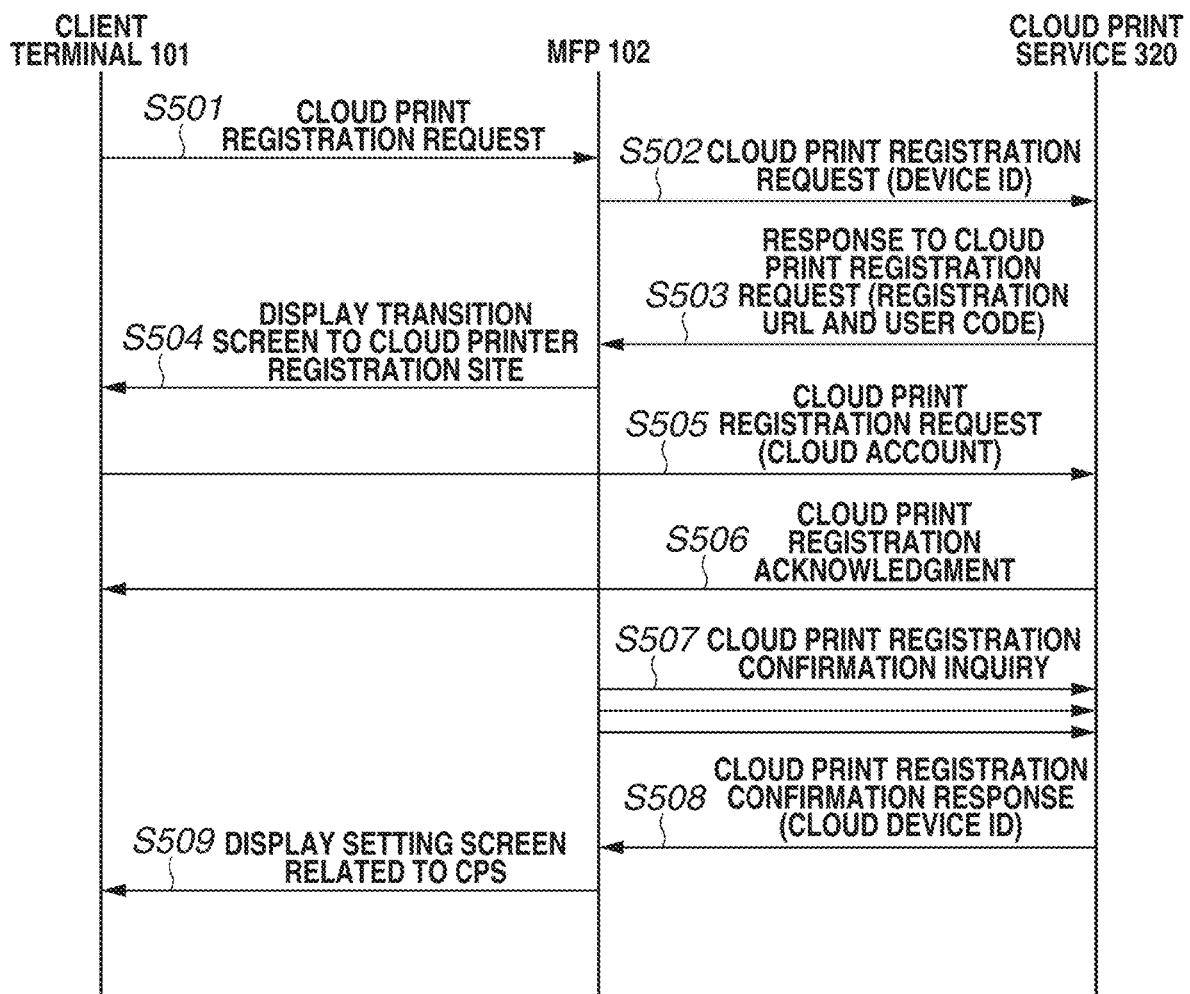 CLIENT
TERMINAL 101
MFP 102
CLOUD PRINT
SERVICE 320
S501
CLOUD PRINT
REGISTRATION REQUEST
S502 CLOUD PRINT REGISTRATION
REQUEST (DEVICE ID)
RESPONSE TO CLOUD
PRINT REGISTRATION
S503 REQUEST (REGISTRATION
URL AND USER CODE)
DISPLAY TRANSITION
S504 SCREEN TO CLOUD PRINTER
REGISTRATION SITE
CLOUD PRINT
S505 REGISTRATION REQUEST
(CLOUD ACCOUNT)
CLOUD PRINT
S506 REGISTRATION
ACKNOWLEDGMENT
S507 CLOUD PRINT REGISTRATION
CONFIRMATION INQUIRY
CLOUD PRINT REGISTRATION
S508 CONFIRMATION RESPONSE
(CLOUD DEVICE ID)
S509 DISPLAY SETTING SCREEN
RELATED TO CPS